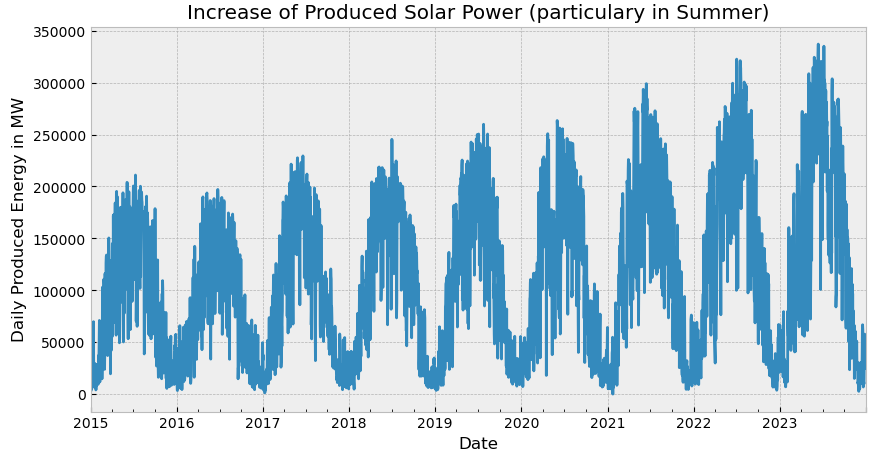 Increase of Produced Solar Power (particulary in Summer)
Daily Produced Energy in MW
350000
300000
250000
200000
150000
100000
50000
0
2015 2016 2017 2018 2019 2020 2021 2022 2023
Date